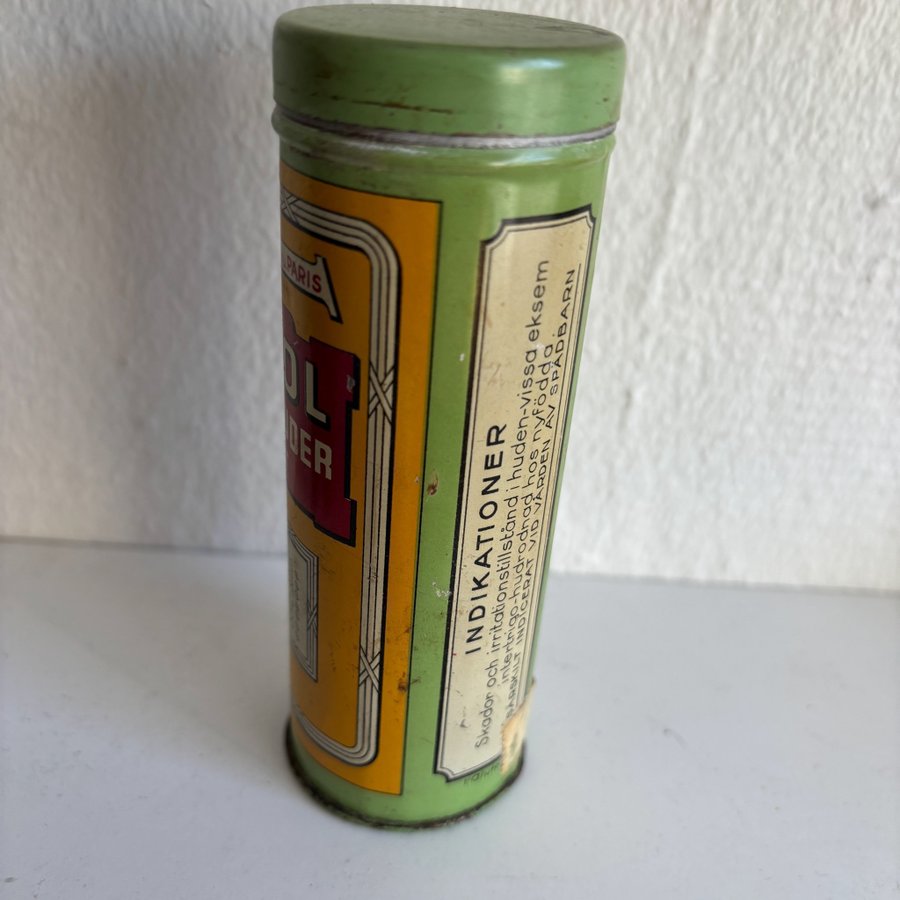 PARIS
OL
DER
INDIKATIONER
Skador och irritationstillstånd i huden-vissa eksem
intertrigo-hudrodnad hos nyfödda.
SÄRSKILT INDICERAT VID VÅRDEN AV SPÄDBARN